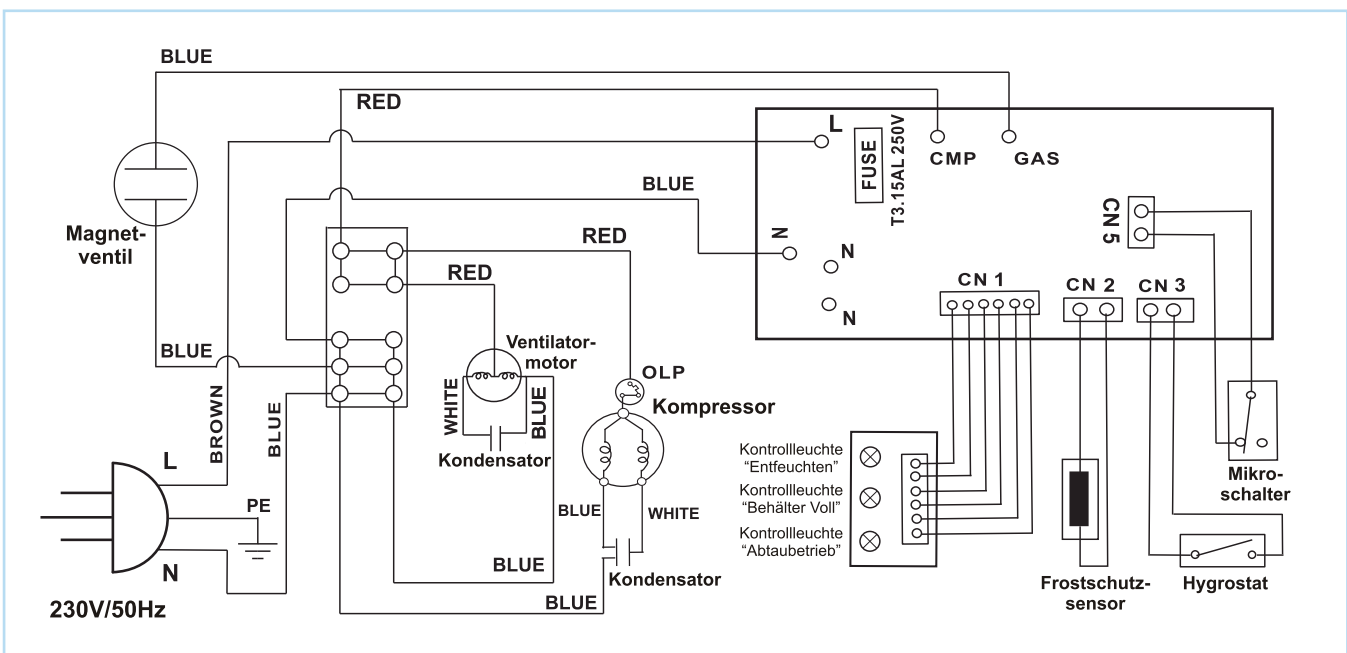 BLUE
RED
L
FUSE
T3.15AL 250V
CMP
GAS
BLUE
CN 5
Magnet-
ventil
RED
N
N
RED
CN 1
CN 2
CN 3
N
BLUE
Ventilator-
motor
OLP
WHITE
BLUE
Kompressor
BROWN
BLUE
Kondensator
L
Kontrollleuchte
"Entfeuchten"
Mikro-
schalter
PE
Kontrollleuchte
"Behälter Voll"
BLUE
WHITE
Kontrollleuchte
"Abtaubetrieb"
N
BLUE
Kondensator
Frostschutz-
sensor
Hygrostat
230V/50Hz
BLUE